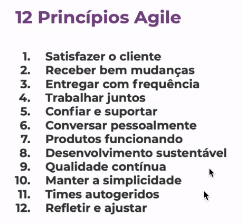 12 Princípios Agile
1. Satisfazer o cliente
2. Receber bem mudanças
3. Entregar com frequência
4. Trabalhar juntos
5. Confiar e suportar
6. Conversar pessoalmente
7. Produtos funcionando
8. Desenvolvimento sustentável
9. Qualidade contínua
10. Manter a simplicidade
11. Times autogeridos
12. Refletir e ajustar